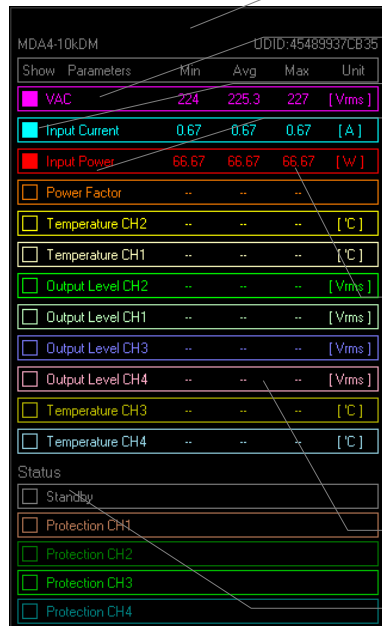 MDA4-10kDM UDID:45489937CB35
Show Parameters Min Avg Max Unit
VAC 224 225.3 227 [Vrms]
Input Current 0.67 0.67 0.67 [A]
Input Power 66.67 66.67 66.67 [W]
Power Factor -- -- --
Temperature CH2 -- -- -- [°C]
Temperature CH1 -- -- -- [°C]
Output Level CH2 -- -- -- [Vrms]
Output Level CH1 -- -- -- [Vrms]
Output Level CH3 -- -- -- [Vrms]
Output Level CH4 -- -- -- [Vrms]
Temperature CH3 -- -- -- [°C]
Temperature CH4 -- -- -- [°C]
Status
Standby
Protection CH1
Protection CH2
Protection CH3
Protection CH4